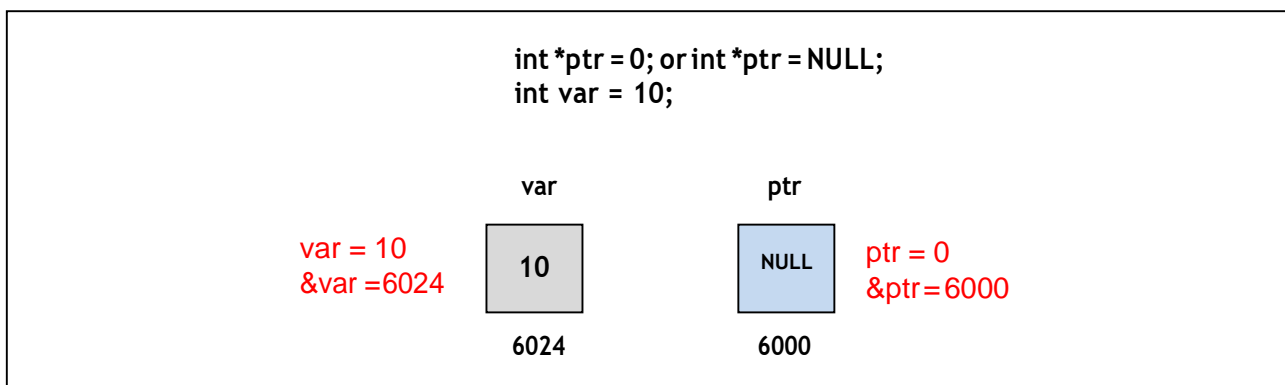 int *ptr = 0; or int *ptr = NULL;
int var = 10;
var ptr
var = 10
&var =6024
10
NULL
ptr = 0
&ptr = 6000
6024 6000